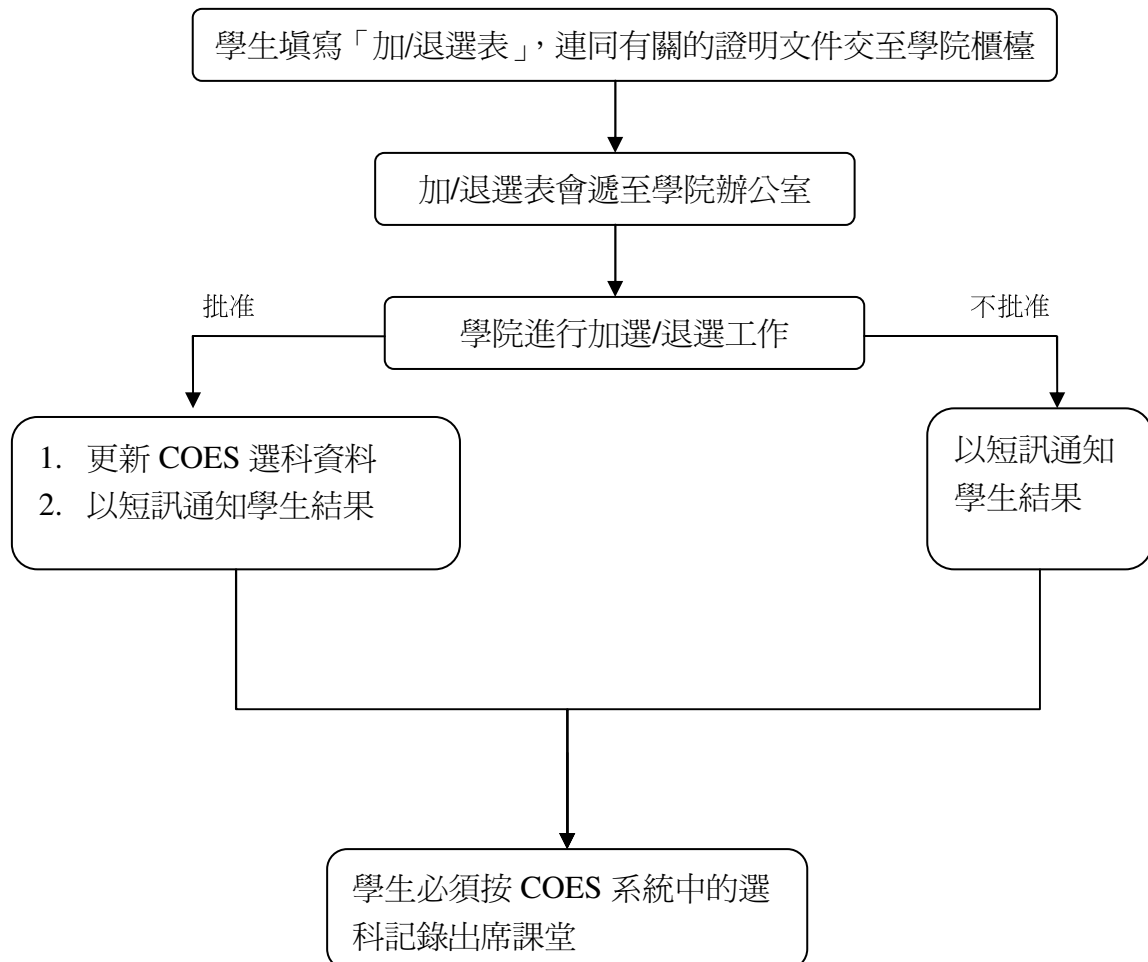 學生填寫「加/退選表」，連同有關的證明文件交至學院櫃檯
加/退選表會遞至學院辦公室
批准
不批准
學院進行加選/退選工作
1. 更新 COES 選科資料
2. 以短訊通知學生結果
以短訊通知
學生結果
學生必須按 COES 系統中的選
科記錄出席課堂